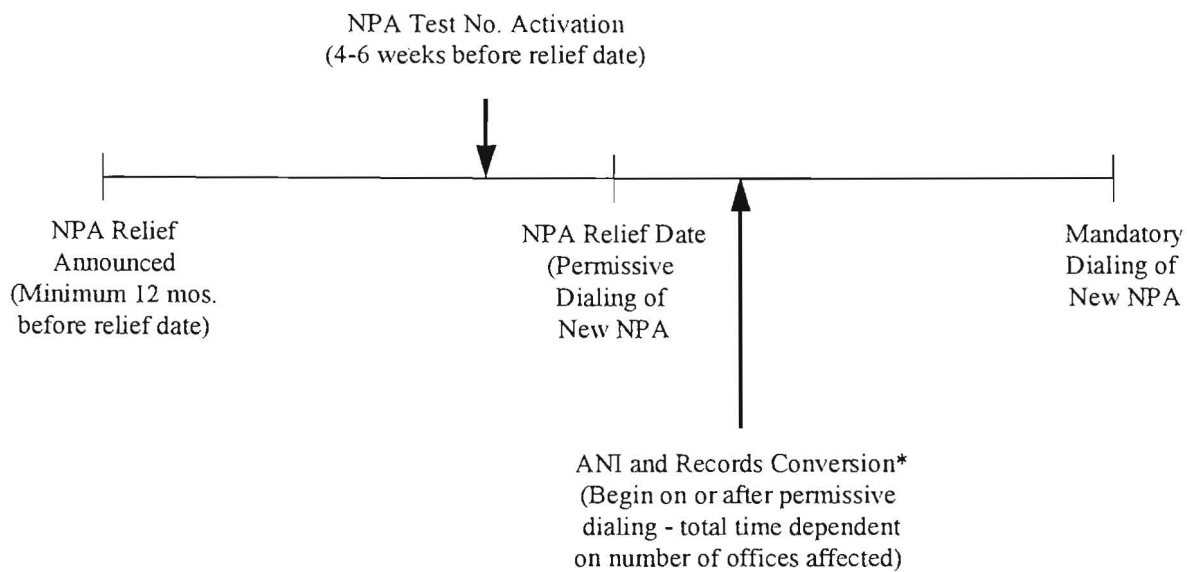 NPA Test No. Activation
(4-6 weeks before relief date)
NPA Relief
Announced
(Minimum 12 mos.
before relief date)
NPA Relief Date
(Permissive
Dialing of
New NPA
Mandatory
Dialing of
New NPA
ANI and Records Conversion*
(Begin on or after permissive
dialing - total time dependent
on number of offices affected)